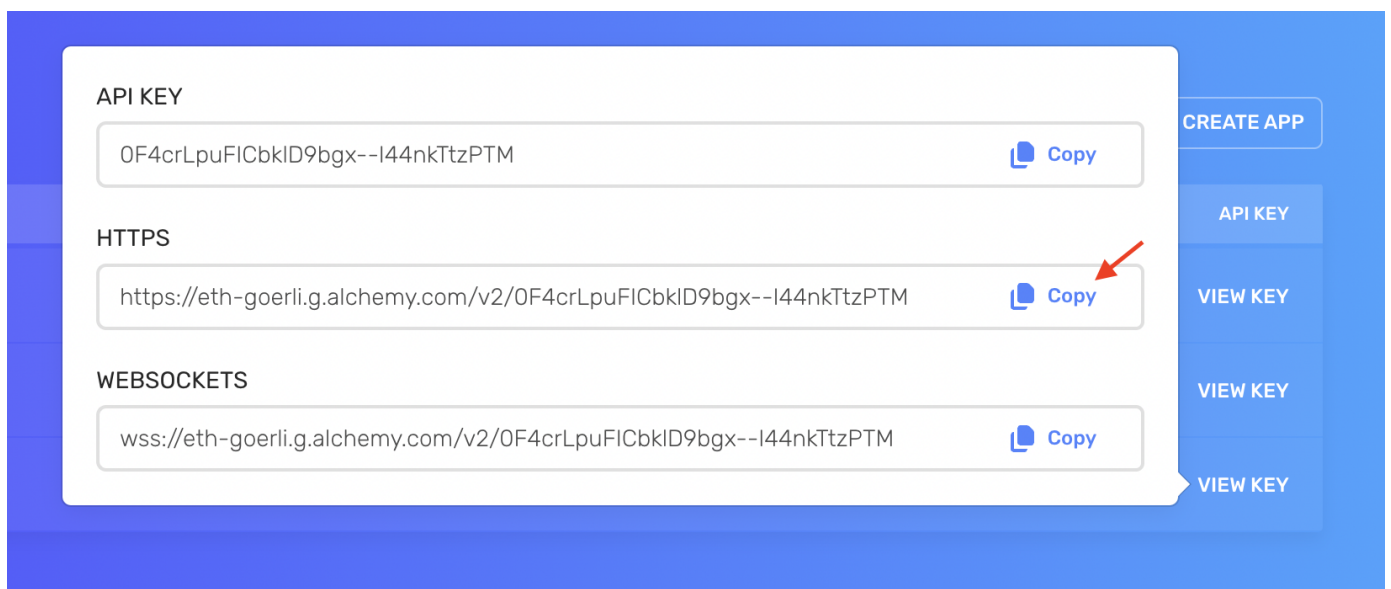 API KEY
0F4crLpuFICbklD9bgx--I44nkTtzPTM Copy
HTTPS
https://eth-goerli.g.alchemy.com/v2/0F4crLpuFICbklD9bgx--I44nkTtzPTM Copy
WEBSOCKETS
wss://eth-goerli.g.alchemy.com/v2/0F4crLpuFICbklD9bgx--I44nkTtzPTM Copy
CREATE APP
API KEY
VIEW KEY
VIEW KEY
VIEW KEY